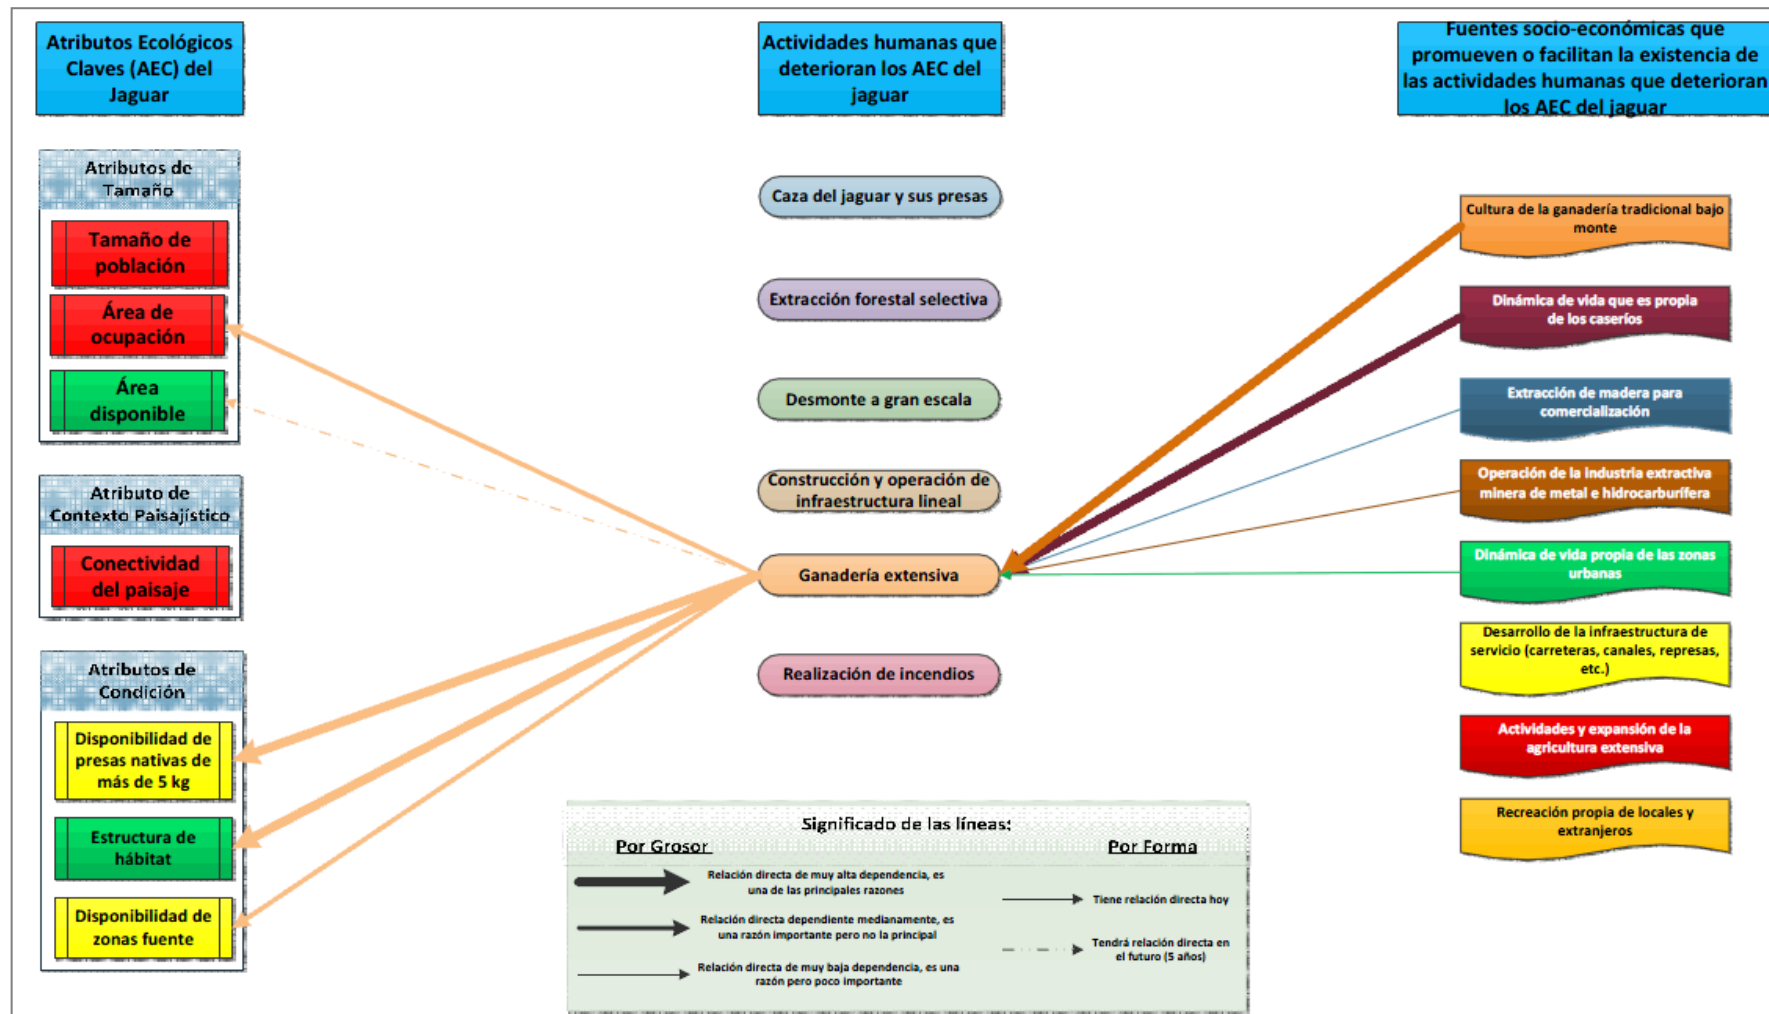 Atributos Ecológicos
Claves (AEC) del
Jaguar
Atributos de
Tamaño
Tamaño de
población
Área de
ocupación
Área
disponible
Atributo de
Contexto Paisajístico
Conectividad
del paisaje
Atributos de
Condición
Disponibilidad de
presas nativas de
más de 5 kg
Estructura de
hábitat
Disponibilidad de
zonas fuente
Actividades humanas que
deterioran los AEC del
jaguar
Caza del jaguar y sus presas
Extracción forestal selectiva
Desmonte a gran escala
Construcción y operación de
infraestructura lineal
Ganadería extensiva
Realización de incendios
Fuentes socio-económicas que
promueven o facilitan la existencia de
las actividades humanas que deterioran
los AEC del jaguar
Cultura de la ganadería tradicional bajo
monte
Dinámica de vida que es propia
de los caseríos
Extracción de madera para
comercialización
Operación de la industria extractiva
minera de metal e hidrocarburífera
Dinámica de vida propia de las zonas
urbanas
Desarrollo de la infraestructura de
servicio (carreteras, canales, represas,
etc.)
Actividades y expansión de la
agricultura extensiva
Recreación propia de locales y
extranjeros
Significado de las líneas:
Por Grosor
Relación directa de muy alta dependencia, es
una de las principales razones
Relación directa dependiente medianamente, es
una razón importante pero no la principal
Relación directa de muy baja dependencia, es una
razón pero poco importante
Por Forma
Tiene relación directa hoy
Tendrá relación directa en
el futuro (5 años)